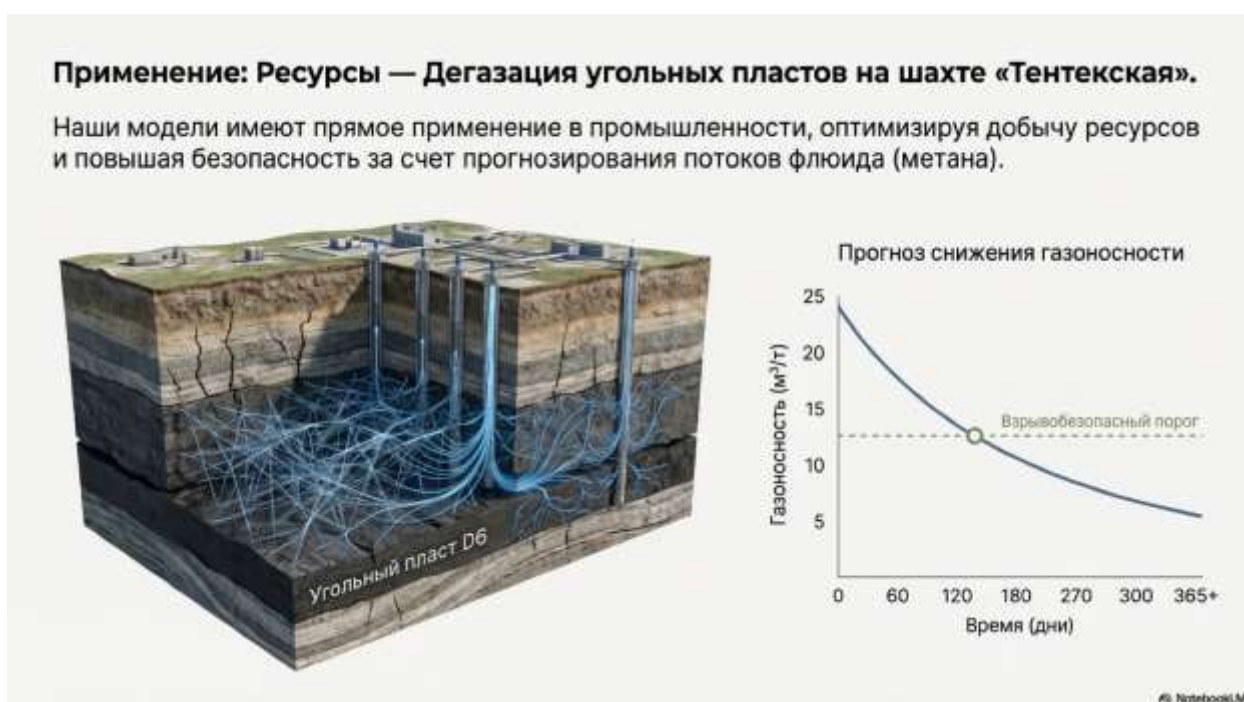 Применение: Ресурсы — Дегазация угольных пластов на шахте «Тентекская».
Наши модели имеют прямое применение в промышленности, оптимизируя добычу ресурсов
и повышая безопасность за счет прогнозирования потоков флюида (метана).
Угольный пласт D6
Прогноз снижения газоносности
Газоносность (м³/т)
25
20
15
10
5
Взрывобезопасный порог
0 60 120 180 270 300 365+
Время (дни)
NotebookLM